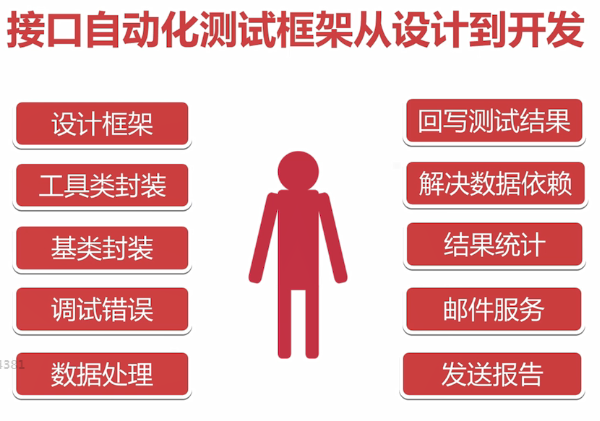 接口自动化测试框架从设计到开发
设计框架
工具类封装
基类封装
调试错误
数据处理
回写测试结果
解决数据依赖
结果统计
邮件服务
发送报告
4381